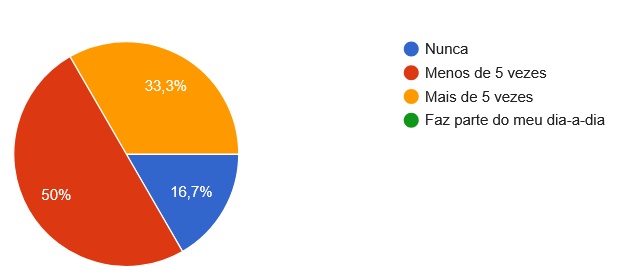 Nunca
Menos de 5 vezes
Mais de 5 vezes
Faz parte do meu dia-a-dia
33,3%
16,7%
50%